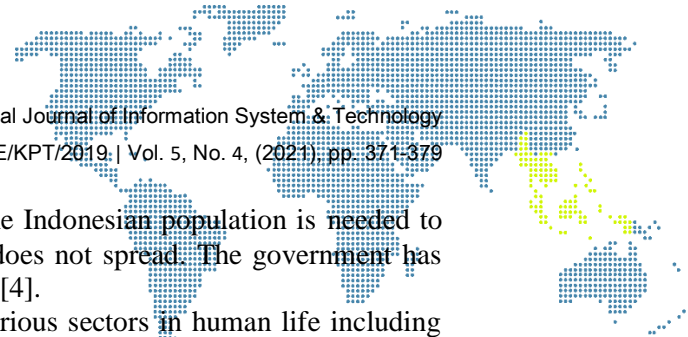 al Journal of Information System & Technology
E/KPT/2019 | Vol. 5, No. 4, (2021), pp. 371-379
e Indonesian population is needed to
does not spread. The government has
[4].
rious sectors in human life including